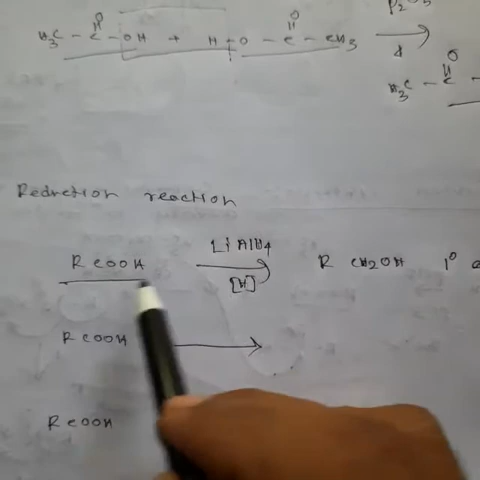 O O P2O5
H3C - C - OH + H - O - C - CH3 Δ
O
H3C - C -
Reduction reaction
RCOOH LiAlH4 [H] R CH2OH 1°
RCOOH
RCOOH